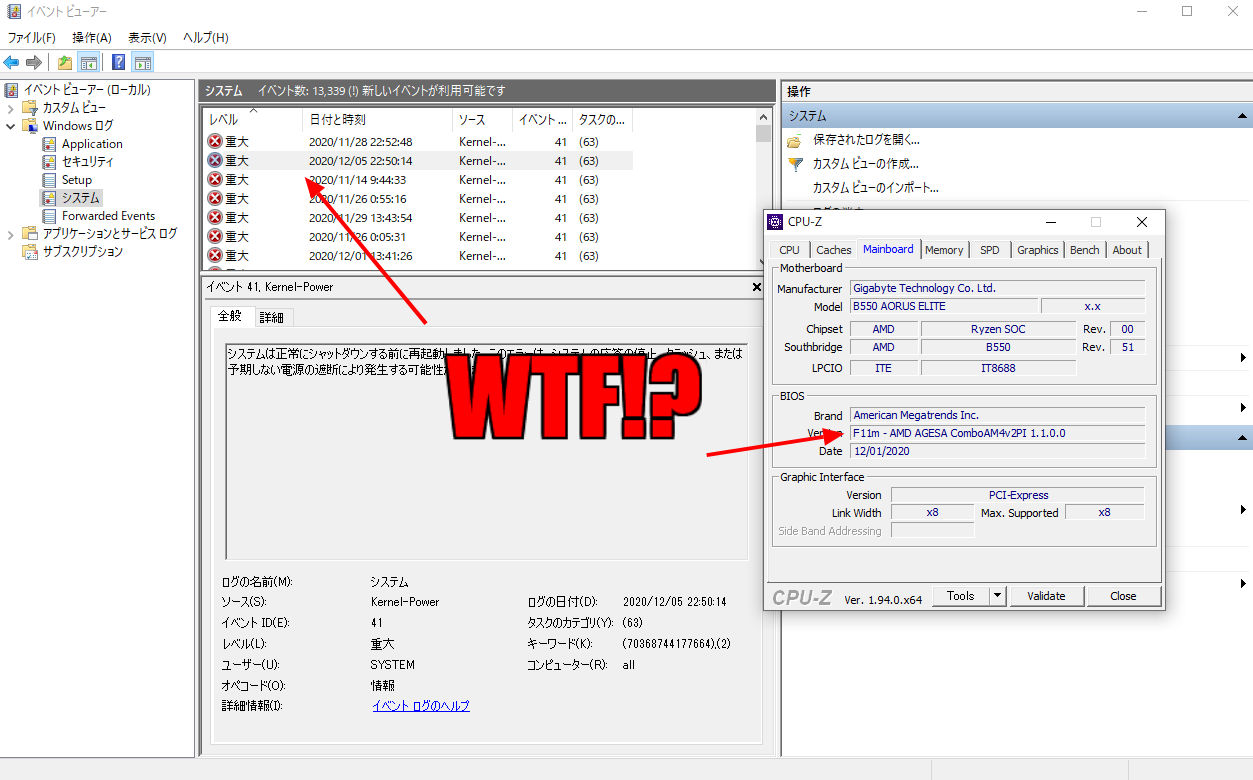 イベント ビューアー
ファイル(F) 操作(A) 表示(V) ヘルプ(H)
イベント ビューアー (ローカル)
カスタム ビュー
Windows ログ
Application
セキュリティ
Setup
システム
Forwarded Events
アプリケーションとサービス ログ
サブスクリプション
システム イベント数: 13,339 (!) 新しいイベントが利用可能です
レベル 日付と時刻 ソース イベント ... タスクの...
重大 2020/11/28 22:52:48 Kernel-... 41 (63)
重大 2020/12/05 22:50:14 Kernel-... 41 (63)
重大 2020/11/14 9:44:33 Kernel-... 41 (63)
重大 2020/11/26 0:55:16 Kernel-... 41 (63)
重大 2020/11/29 13:43:54 Kernel-... 41 (63)
重大 2020/11/26 0:05:31 Kernel-... 41 (63)
重大 2020/12/01 13:41:26 Kernel-... 41 (63)
イベント 41, Kernel-Power
全般 詳細
システムは正常にシャットダウンする前に再起動しました。このエラーは、システムの応答の停止、クラッシュ、または
予期しない電源の遮断により発生する可能性が
WTF!?
ログの名前(M): システム
ソース(S): Kernel-Power ログの日付(D): 2020/12/05 22:50:14
イベント ID(E): 41 タスクのカテゴリ(Y): (63)
レベル(L): 重大 キーワード(K): (70368744177664),(2)
ユーザー(U): SYSTEM コンピューター(R): all
オペコード(O): 情報
詳細情報(I): イベント ログのヘルプ
操作
システム
保存されたログを開く...
カスタム ビューの作成...
カスタム ビューのインポート...
CPU-Z
CPU Caches Mainboard Memory SPD Graphics Bench About
Motherboard
Manufacturer Gigabyte Technology Co. Ltd.
Model B550 AORUS ELITE x.x
Chipset AMD Ryzen SOC Rev. 00
Southbridge AMD B550 Rev. 51
LPCIO ITE IT8688
BIOS
Brand American Megatrends Inc.
Version F11m - AMD AGESA ComboAM4v2PI 1.1.0.0
Date 12/01/2020
Graphic Interface
Version PCI-Express
Link Width x8 Max. Supported x8
Side Band Addressing
CPU-Z Ver. 1.94.0.x64 Tools Validate Close